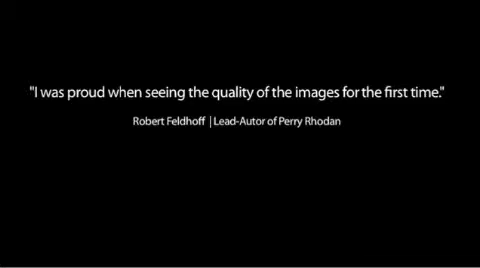 "I was proud when seeing the quality of the images for the first time."
Robert Feldhoff | Lead-Autor of Perry Rhodan